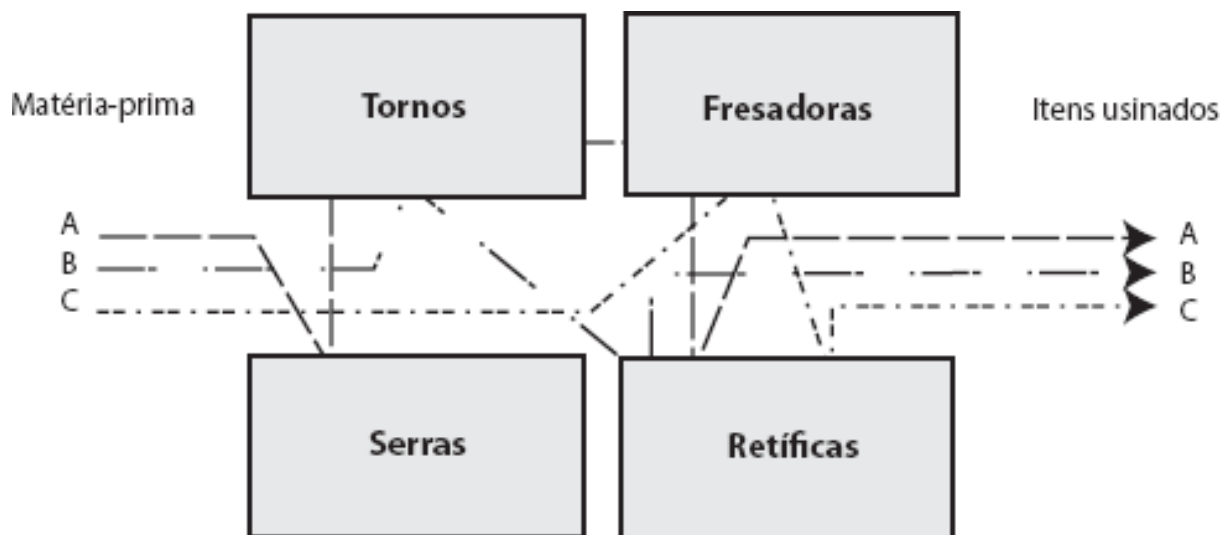 Matéria-prima
Tornos
Fresadoras
Itens usinados
A
B
C
A
B
C
Serras
Retíficas